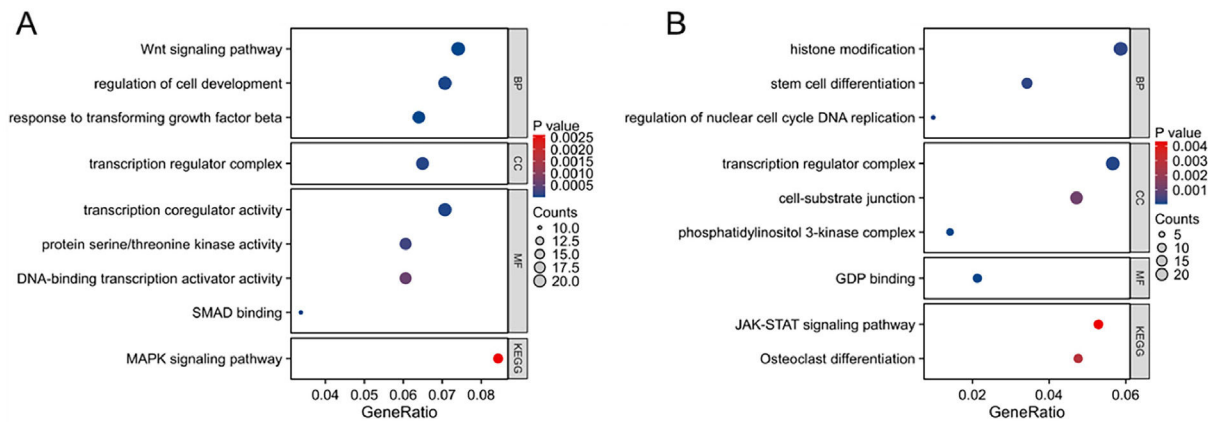 A
Wnt signaling pathway
regulation of cell development
response to transforming growth factor beta
BP
transcription regulator complex
CC
transcription coregulator activity
protein serine/threonine kinase activity
DNA-binding transcription activator activity
SMAD binding
MF
MAPK signaling pathway
KEGG
0.04 0.05 0.06 0.07 0.08
GeneRatio
P value
0.0025
0.0020
0.0015
0.0010
0.0005
Counts
10.0
12.5
15.0
17.5
20.0
B
histone modification
stem cell differentiation
regulation of nuclear cell cycle DNA replication
BP
transcription regulator complex
cell-substrate junction
phosphatidylinositol 3-kinase complex
CC
GDP binding
MF
JAK-STAT signaling pathway
Osteoclast differentiation
KEGG
0.02 0.04 0.06
GeneRatio
P value
0.004
0.003
0.002
0.001
Counts
5
10
15
20